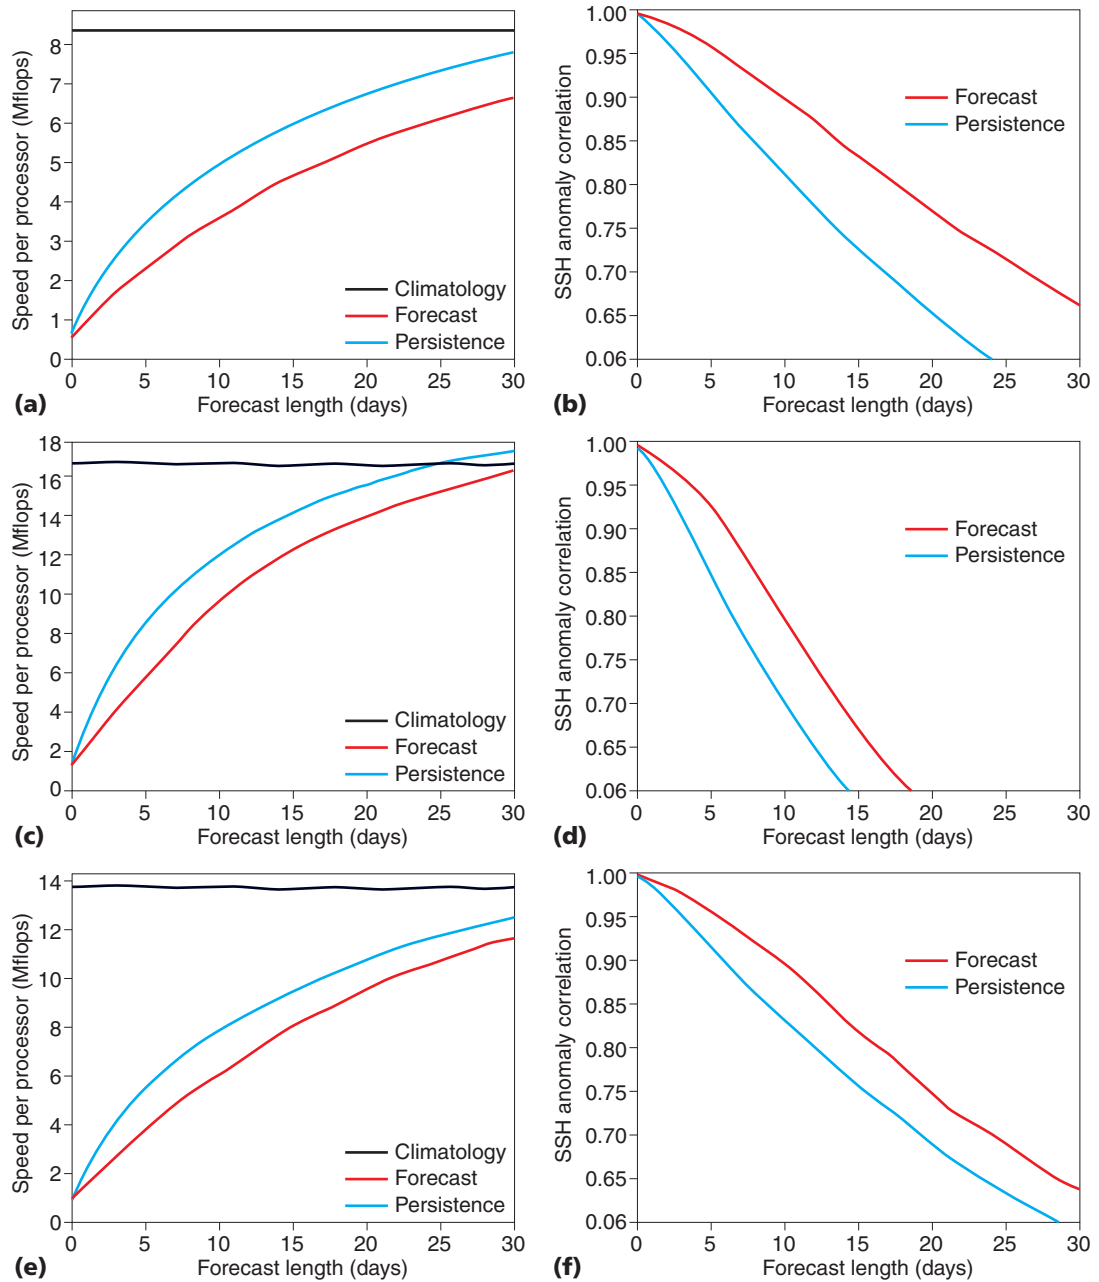 Speed per processor (Mflops)
8
7
6
5
4
3
2
1
0
Climatology
Forecast
Persistence
0 5 10 15 20 25 30
(a) Forecast length (days)
SSH anomaly correlation
1.00
0.95
0.90
0.85
0.80
0.75
0.70
0.65
0.06
Forecast
Persistence
0 5 10 15 20 25 30
(b) Forecast length (days)
Speed per processor (Mflops)
18
16
14
12
10
8
6
4
2
0
Climatology
Forecast
Persistence
0 5 10 15 20 25 30
(c) Forecast length (days)
SSH anomaly correlation
1.00
0.95
0.90
0.85
0.80
0.75
0.70
0.65
0.06
Forecast
Persistence
0 5 10 15 20 25 30
(d) Forecast length (days)
Speed per processor (Mflops)
14
12
10
8
6
4
2
0
Climatology
Forecast
Persistence
0 5 10 15 20 25 30
(e) Forecast length (days)
SSH anomaly correlation
1.00
0.95
0.90
0.85
0.80
0.75
0.70
0.65
0.06
Forecast
Persistence
0 5 10 15 20 25 30
(f) Forecast length (days)